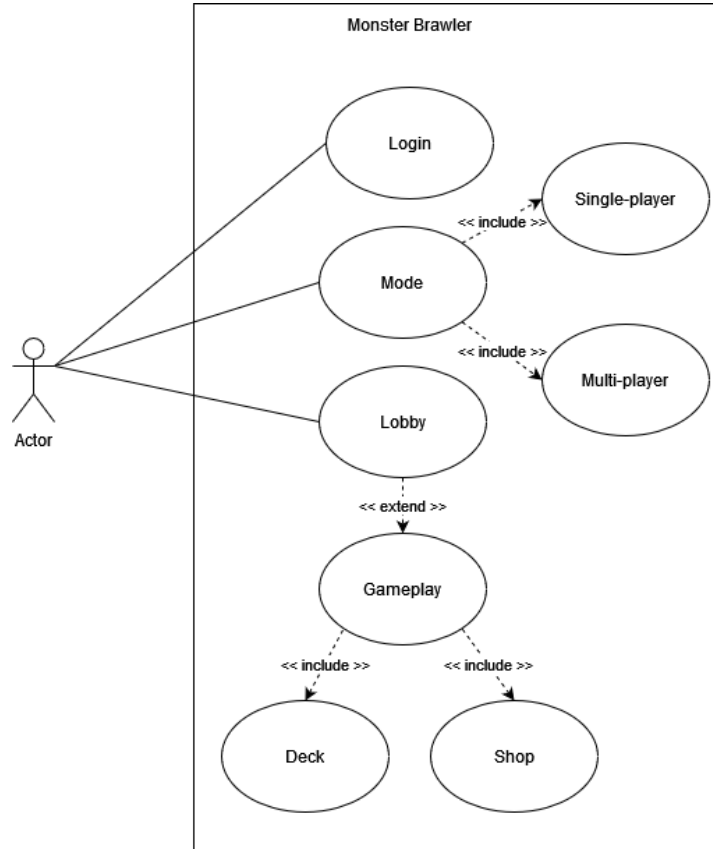 Monster Brawler
Login
Single-player
<< include >>
Mode
<< include >>
Multi-player
Lobby
Actor
<< extend >>
Gameplay
<< include >>
<< include >>
Deck
Shop